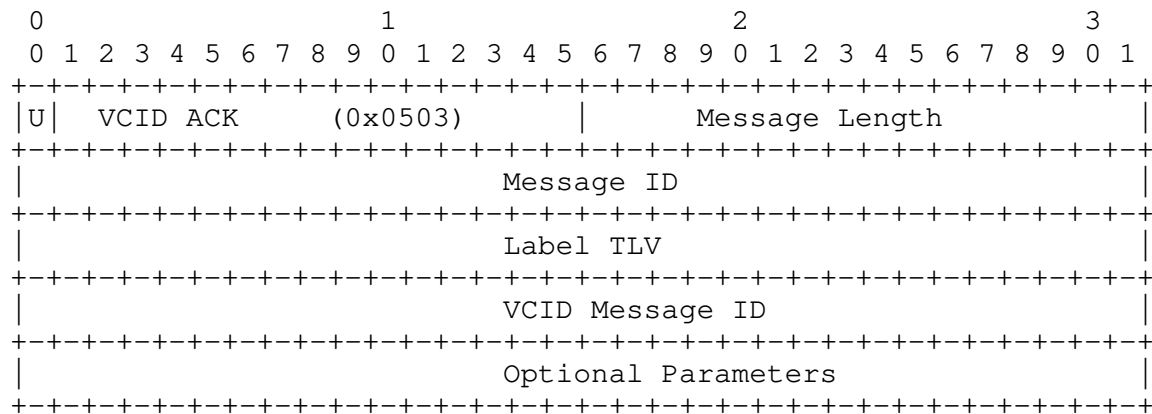 0                   1                   2                   3
 0 1 2 3 4 5 6 7 8 9 0 1 2 3 4 5 6 7 8 9 0 1 2 3 4 5 6 7 8 9 0 1
+-+-+-+-+-+-+-+-+-+-+-+-+-+-+-+-+-+-+-+-+-+-+-+-+-+-+-+-+-+-+-+-+
|U|  VCID ACK     (0x0503)      |      Message Length           |
+-+-+-+-+-+-+-+-+-+-+-+-+-+-+-+-+-+-+-+-+-+-+-+-+-+-+-+-+-+-+-+-+
|                          Message ID                           |
+-+-+-+-+-+-+-+-+-+-+-+-+-+-+-+-+-+-+-+-+-+-+-+-+-+-+-+-+-+-+-+-+
|                          Label TLV                            |
+-+-+-+-+-+-+-+-+-+-+-+-+-+-+-+-+-+-+-+-+-+-+-+-+-+-+-+-+-+-+-+-+
|                          VCID Message ID                      |
+-+-+-+-+-+-+-+-+-+-+-+-+-+-+-+-+-+-+-+-+-+-+-+-+-+-+-+-+-+-+-+-+
|                          Optional Parameters                  |
+-+-+-+-+-+-+-+-+-+-+-+-+-+-+-+-+-+-+-+-+-+-+-+-+-+-+-+-+-+-+-+-+